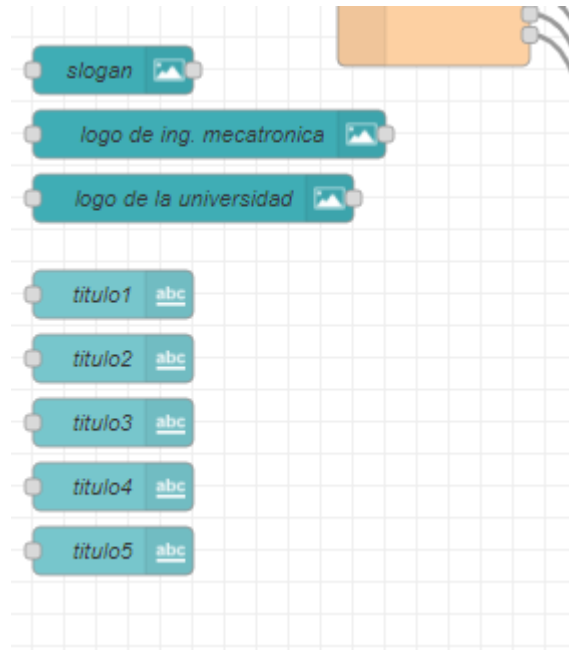 slogan
logo de ing. mecatronica
logo de la universidad
titulo1 abc
titulo2 abc
titulo3 abc
titulo4 abc
titulo5 abc